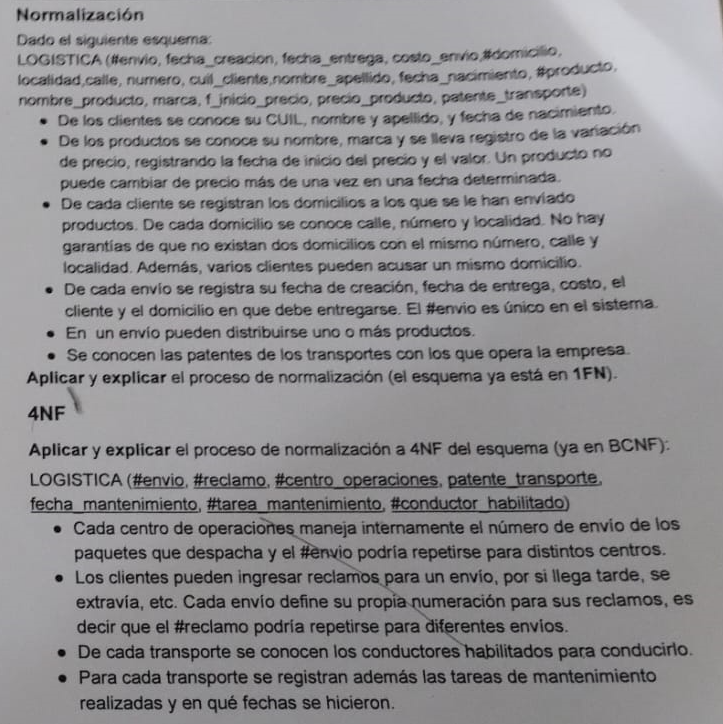 Normalización
Dado el siguiente esquema:
LOGISTICA (#envio, fecha_creacion, fecha_entrega, costo_envio,#domicilio,
localidad,calle, numero, cuil_cliente,nombre_apellido, fecha_nacimiento, #producto,
nombre_producto, marca, f_inicio_precio, precio_producto, patente_transporte)
• De los clientes se conoce su CUIL, nombre y apellido, y fecha de nacimiento.
• De los productos se conoce su nombre, marca y se lleva registro de la variación
de precio, registrando la fecha de inicio del precio y el valor. Un producto no
puede cambiar de precio más de una vez en una fecha determinada.
• De cada cliente se registran los domicilios a los que se le han enviado
productos. De cada domicilio se conoce calle, número y localidad. No hay
garantías de que no existan dos domicilios con el mismo número, calle y
localidad. Además, varios clientes pueden acusar un mismo domicilio.
• De cada envío se registra su fecha de creación, fecha de entrega, costo, el
cliente y el domicilio en que debe entregarse. El #envio es único en el sistema.
• En un envío pueden distribuirse uno o más productos.
• Se conocen las patentes de los transportes con los que opera la empresa.
Aplicar y explicar el proceso de normalización (el esquema ya está en 1FN).
4NF
Aplicar y explicar el proceso de normalización a 4NF del esquema (ya en BCNF):
LOGISTICA (#envio, #reclamo, #centro_operaciones, patente_transporte,
fecha_mantenimiento, #tarea_mantenimiento, #conductor_habilitado)
• Cada centro de operaciones maneja internamente el número de envío de los
paquetes que despacha y el #envio podría repetirse para distintos centros.
• Los clientes pueden ingresar reclamos para un envío, por si llega tarde, se
extravía, etc. Cada envío define su propia numeración para sus reclamos, es
decir que el #reclamo podría repetirse para diferentes envíos.
• De cada transporte se conocen los conductores habilitados para conducirlo.
• Para cada transporte se registran además las tareas de mantenimiento
realizadas y en qué fechas se hicieron.